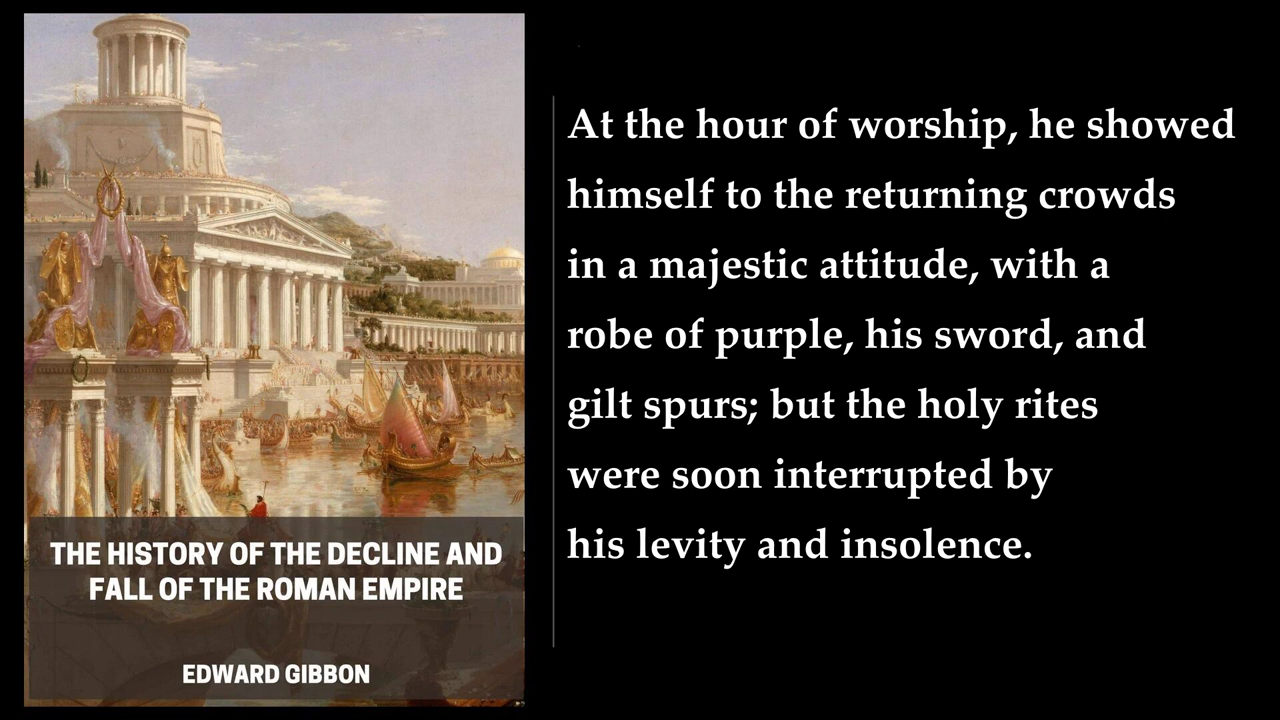 THE HISTORY OF THE DECLINE AND
FALL OF THE ROMAN EMPIRE
EDWARD GIBBON
At the hour of worship, he showed
himself to the returning crowds
in a majestic attitude, with a
robe of purple, his sword, and
gilt spurs; but the holy rites
were soon interrupted by
his levity and insolence.